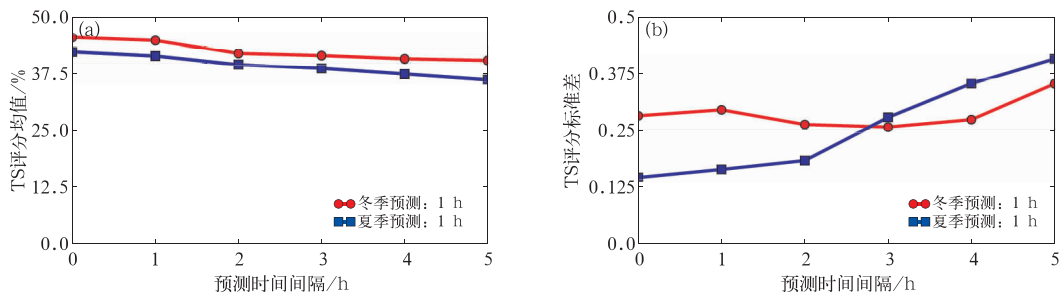 (a)
TS评分均值/%
50.0
37.5
25.0
12.5
0.0
冬季预测：1 h
夏季预测：1 h
0 1 2 3 4 5
预测时间间隔/h
(b)
TS评分标准差
0.5
0.375
0.25
0.125
0
冬季预测：1 h
夏季预测：1 h
0 1 2 3 4 5
预测时间间隔/h